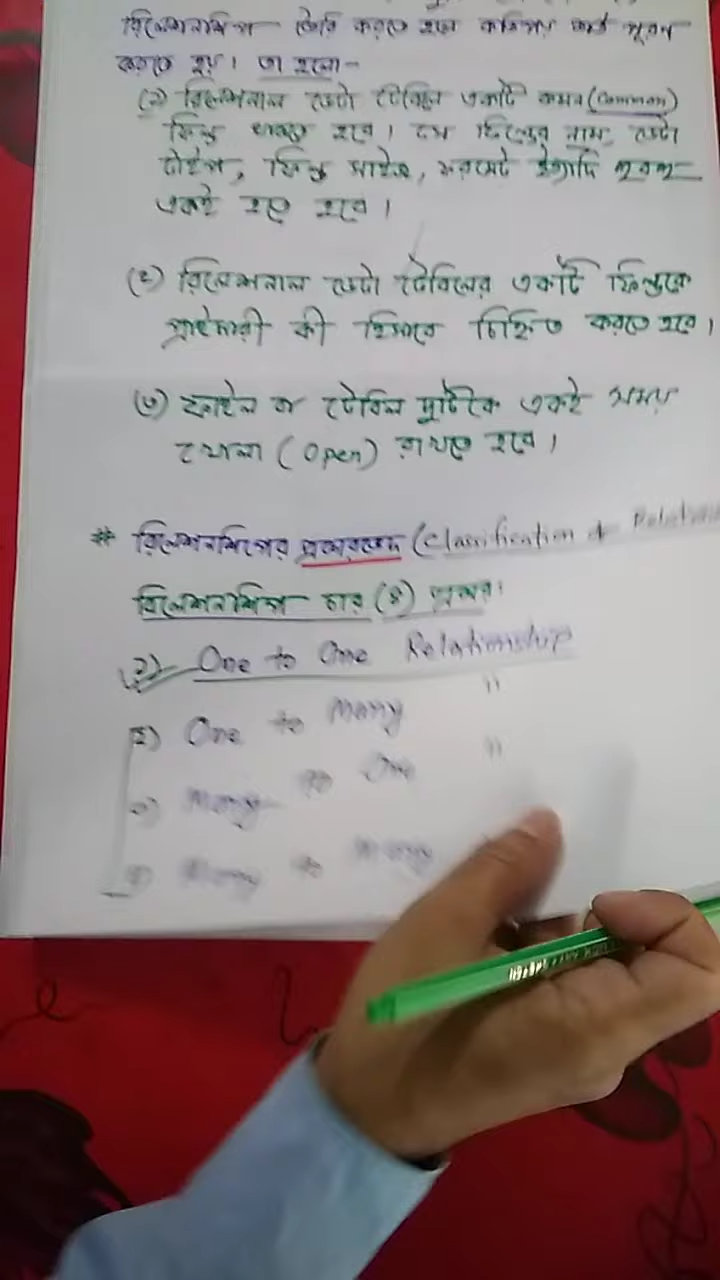 রিলেশনশিপ তৈরি করতে হলে কতিপয় শর্ত পূরণ
করতে হয়। তা হলো-
(১) রিলেশনাল ডেটা টেবিলে একটি কমন (Common)
ফিল্ড থাকতে হবে। সে ফিল্ডের নাম, ডেটা
টাইপ, ফিল্ড সাইজ, ফরমেট ইত্যাদি হুবহু
একই হতে হবে।
(২) রিলেশনাল ডেটা টেবিলের একটি ফিল্ডকে
প্রাইমারী কী হিসাবে চিহ্নিত করতে হবে।
(৩) ফাইল বা টেবিল দুটিকে একই সময়
খোলা (Open) রাখতে হবে।
* রিলেশনশিপের প্রকারভেদ (Classification of
রিলেশনশিপ চার (৪) প্রকার।
১) One to One Relationship
২) One to Many "
৩) Many to One "
৪) Many to Many